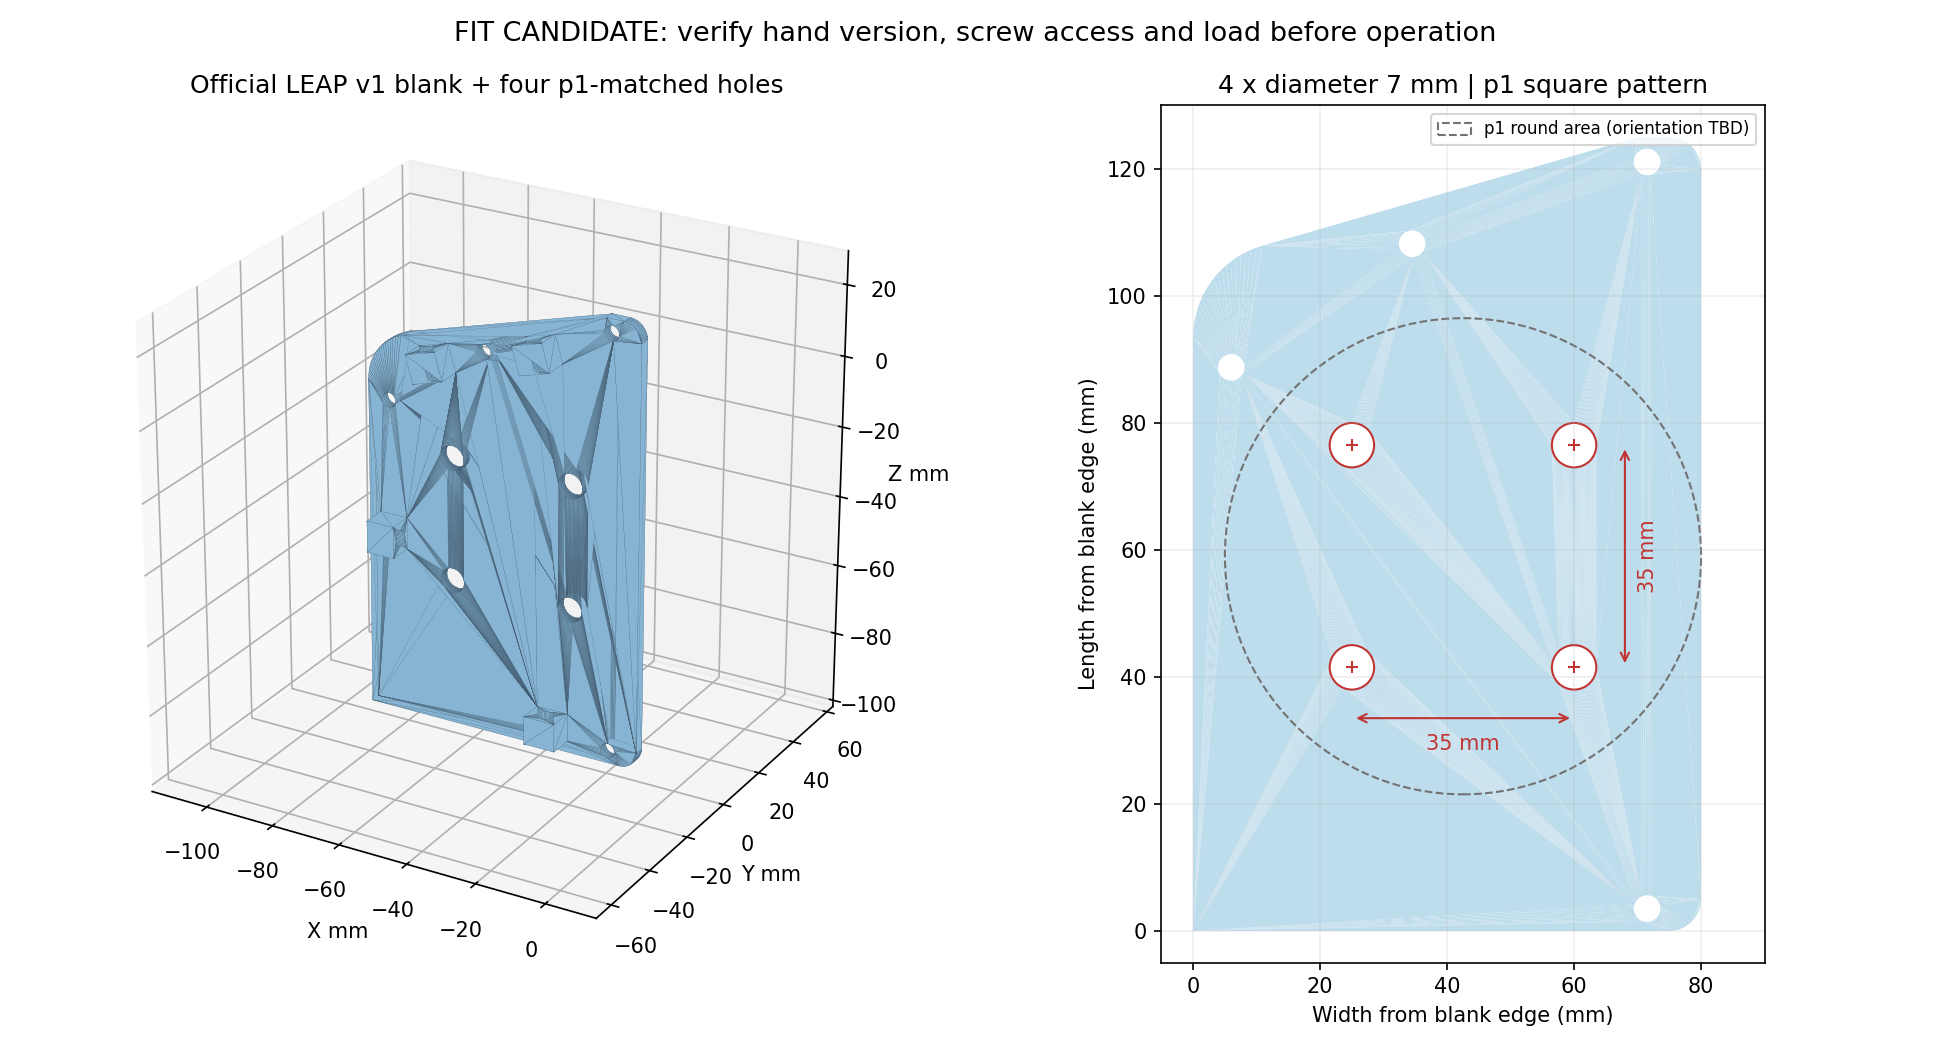 FIT CANDIDATE: verify hand version, screw access and load before operation
Official LEAP v1 blank + four p1-matched holes
20
0
−20
−40
−60
−80
−100
Z mm
60
40
20
0
−20
−40
−60
Y mm
−100
−80
−60
−40
−20
0
X mm
4 x diameter 7 mm | p1 square pattern
p1 round area (orientation TBD)
120
100
80
60
40
20
0
Length from blank edge (mm)
35 mm
35 mm
0
20
40
60
80
Width from blank edge (mm)